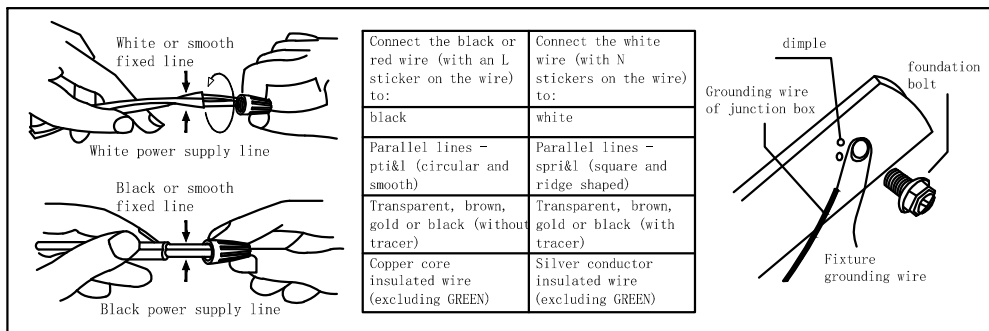 White or smooth
fixed line
White power supply line
Black or smooth
fixed line
Black power supply line
Connect the black or
red wire (with an L
sticker on the wire)
to:
Connect the white
wire (with N
stickers on the wire)
to:
black
white
Parallel lines -
pti&l (circular and
smooth)
Parallel lines -
spri&l (square and
ridge shaped)
Transparent, brown,
gold or black (without
tracer)
Transparent, brown,
gold or black (with
tracer)
Copper core
insulated wire
(excluding GREEN)
Silver conductor
insulated wire
(excluding GREEN)
dimple
foundation
bolt
Grounding wire
of junction box
Fixture
grounding wire